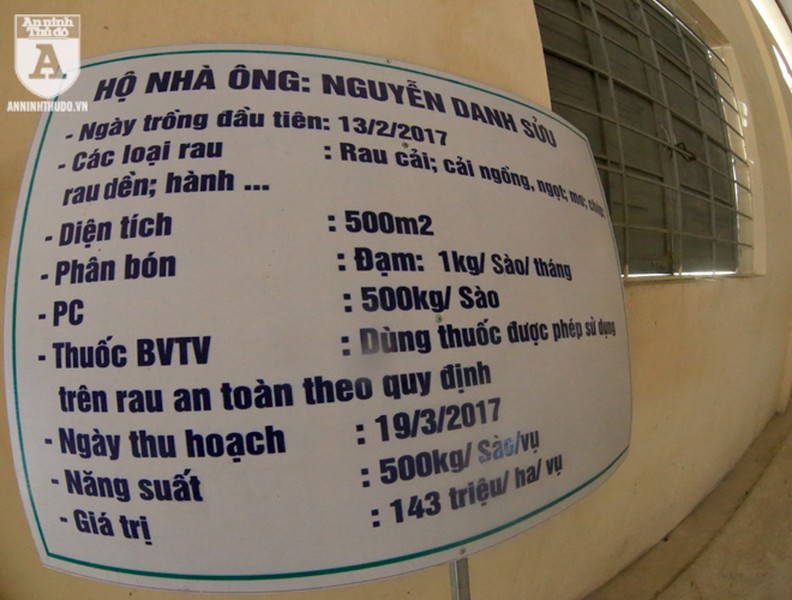 An ninh
Thủ đô
A
ANNINHTHUDO.VN
HỘ NHÀ ÔNG: NGUYỄN DANH SỬU
- Ngày trồng đầu tiên: 13/2/2017
- Các loại rau : Rau cải; cải ngồng, ngọt; mơ; chíp;
rau dền; hành ...
- Diện tích : 500m2
- Phân bón : Đạm: 1kg/ Sào/ tháng
- PC : 500kg/ Sào
- Thuốc BVTV : Dùng thuốc được phép sử dụng
trên rau an toàn theo quy định
- Ngày thu hoạch : 19/3/2017
- Năng suất : 500kg/ Sào/vụ
- Giá trị : 143 triệu/ ha/ vụ